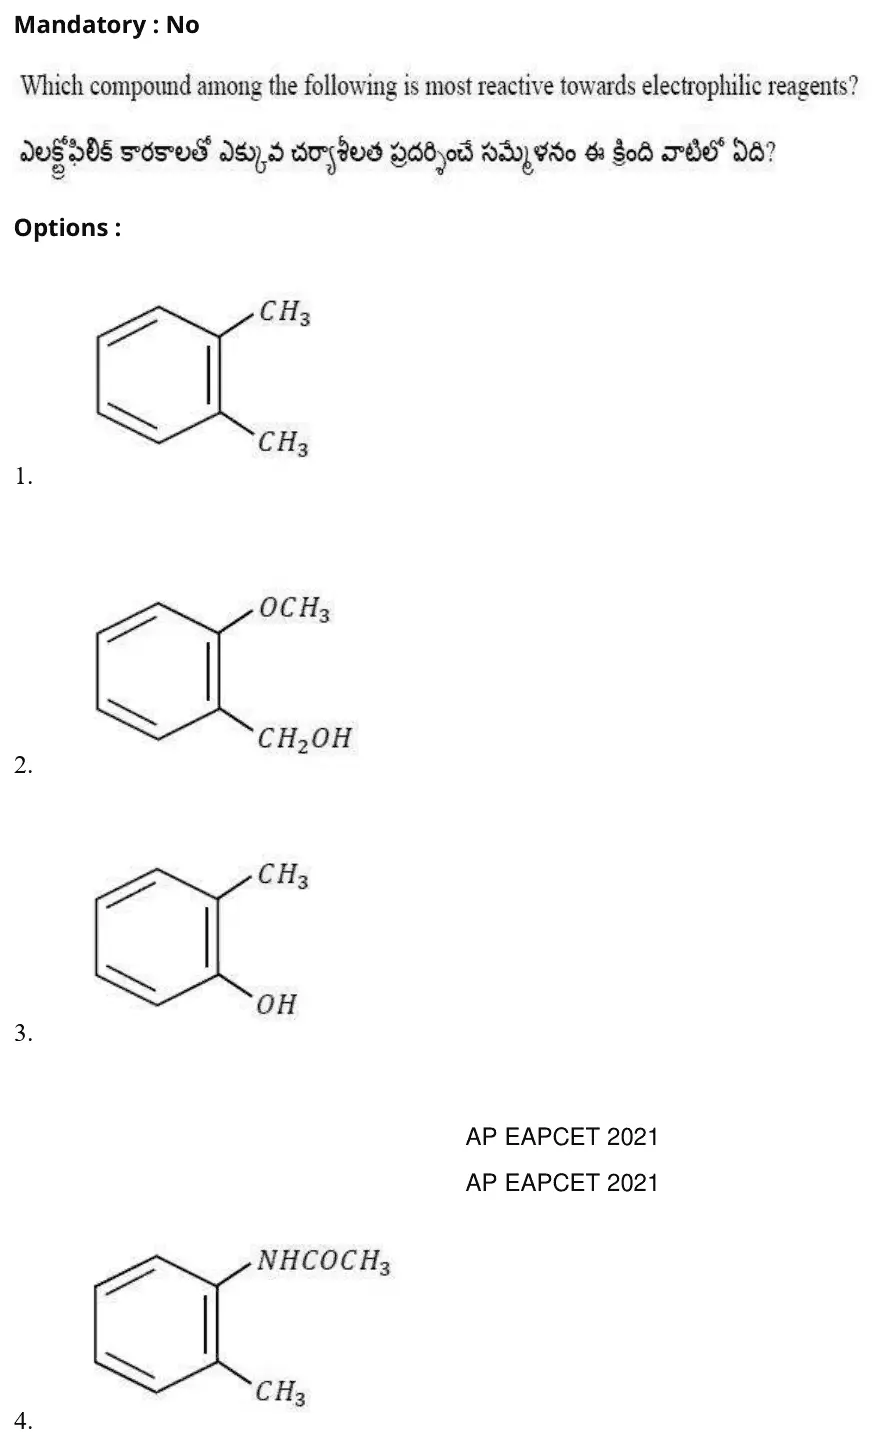 Mandatory : No
Which compound among the following is most reactive towards electrophilic reagents?
ఎలక్ట్రోఫిలిక్ కారకాలతో ఎక్కువ చర్యాశీలత ప్రదర్శించే సమ్మేళనం ఈ క్రింది వాటిలో ఏది?
Options :
CH₃
CH₃
1.
OCH₃
CH₂OH
2.
CH₃
OH
3.
AP EAPCET 2021
AP EAPCET 2021
NHCOCH₃
CH₃
4.